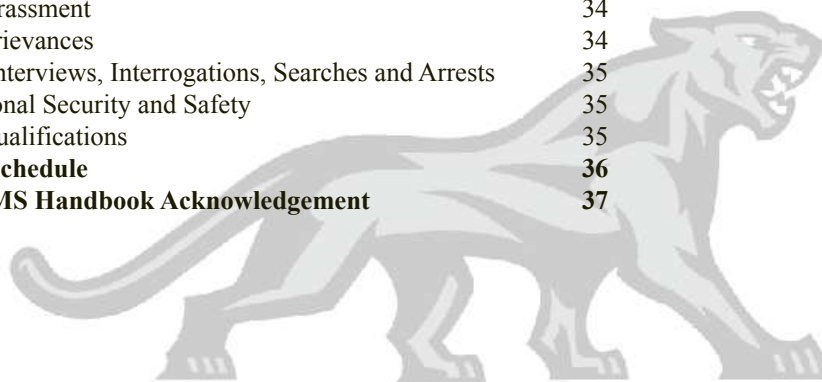 rassment 34
rievances 34
nterviews, Interrogations, Searches and Arrests 35
onal Security and Safety 35
ualifications 35
chedule 36
MS Handbook Acknowledgement 37